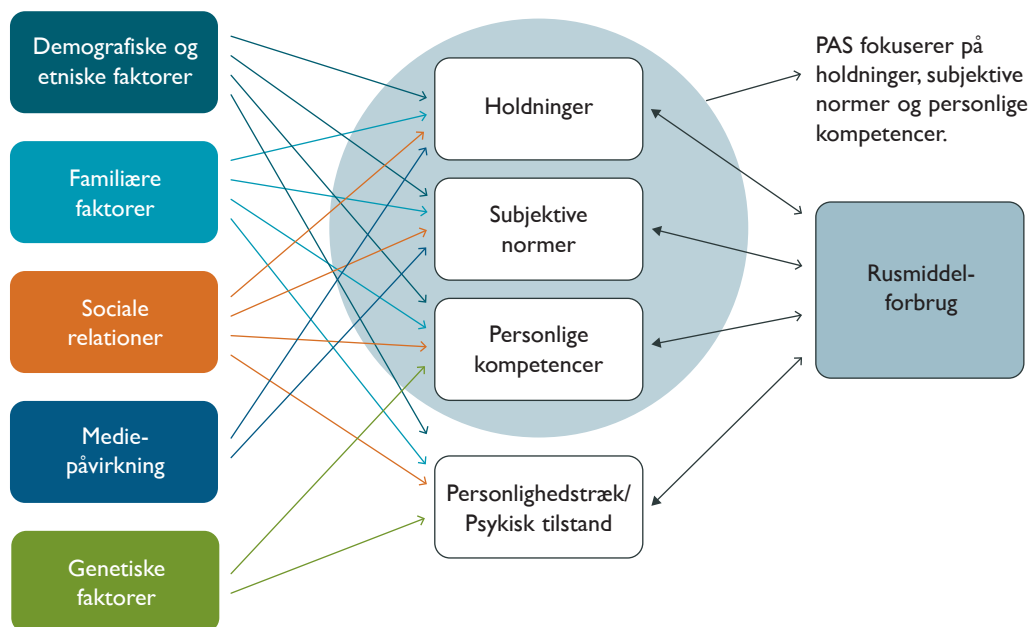 Demografiske og
etniske faktorer
Familiære
faktorer
Sociale
relationer
Medie-
påvirkning
Genetiske
faktorer
Holdninger
Subjektive
normer
Personlige
kompetencer
Personlighedstræk/
Psykisk tilstand
PAS fokuserer på
holdninger, subjektive
normer og personlige
kompetencer.
Rusmiddel-
forbrug